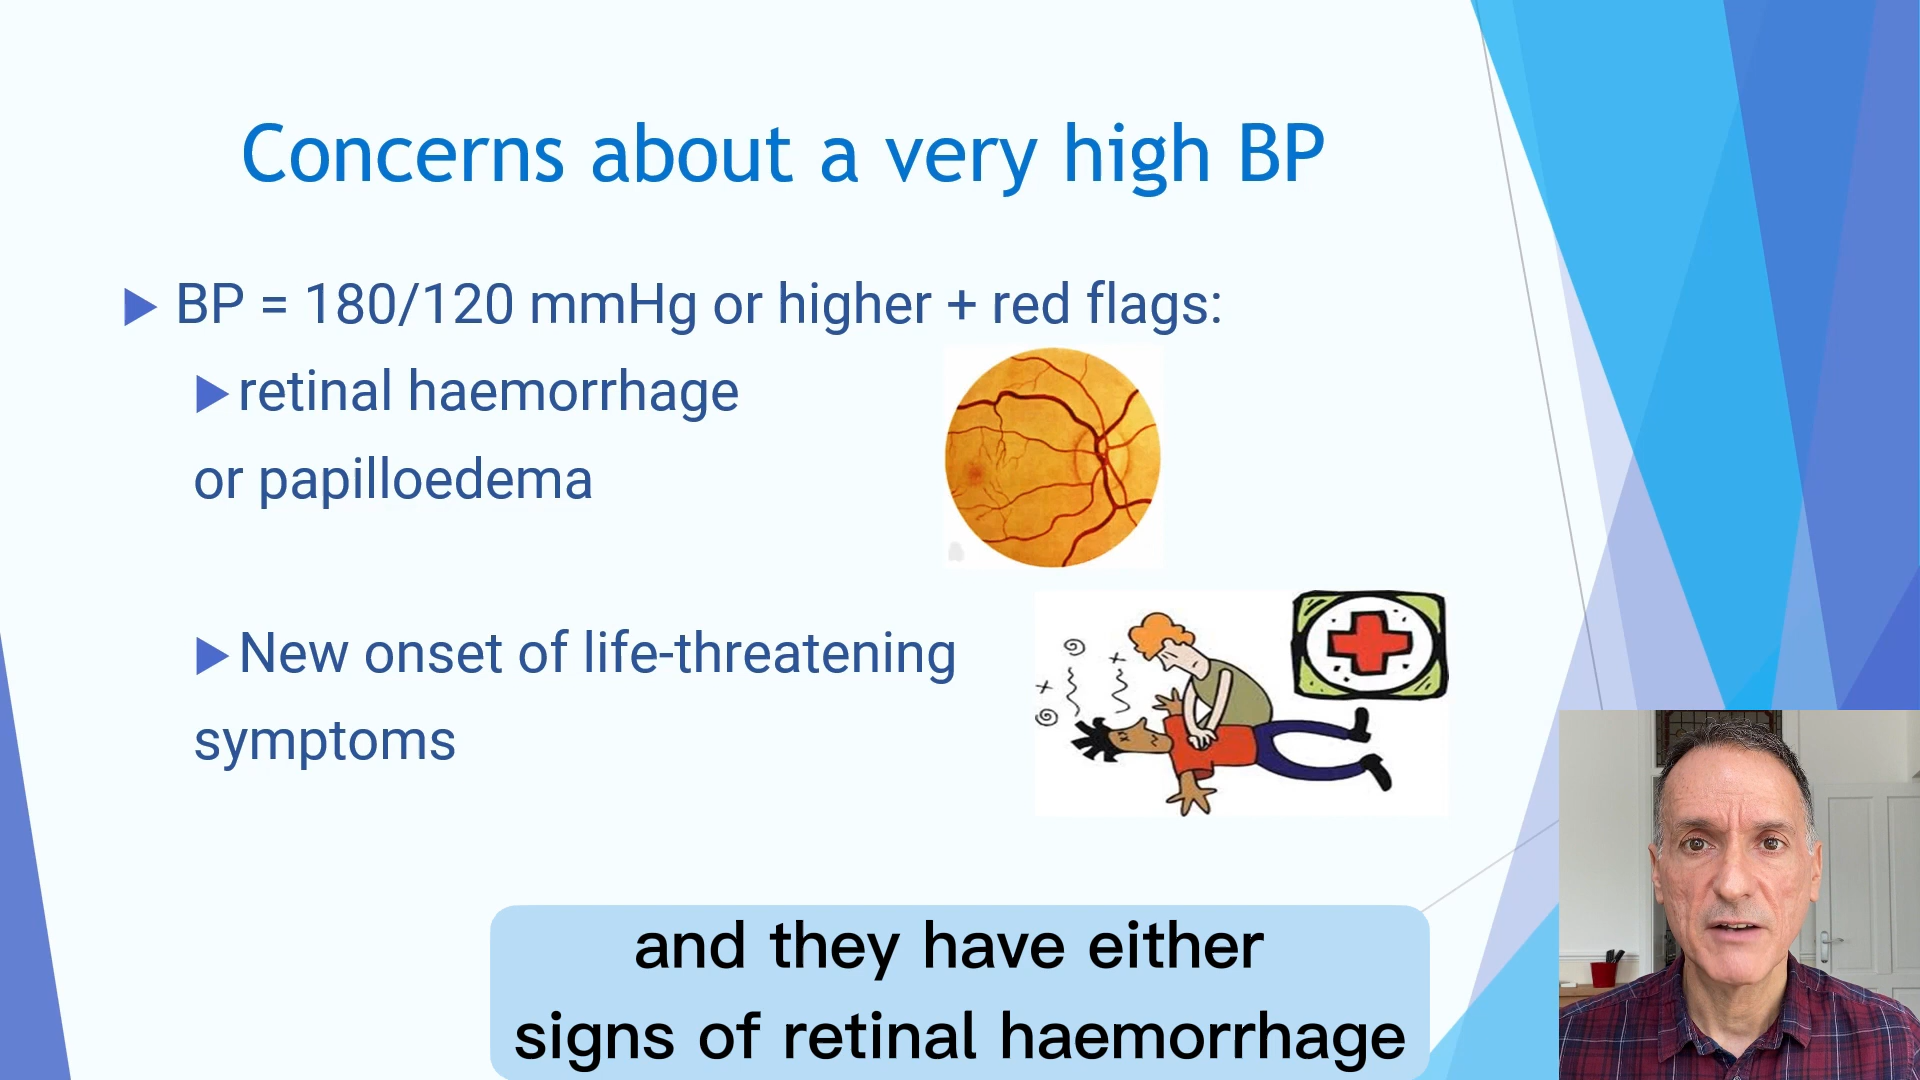 Concerns about a very high BP
BP = 180/120 mmHg or higher + red flags:
retinal haemorrhage
or papilloedema
New onset of life-threatening
symptoms
and they have either
signs of retinal haemorrhage